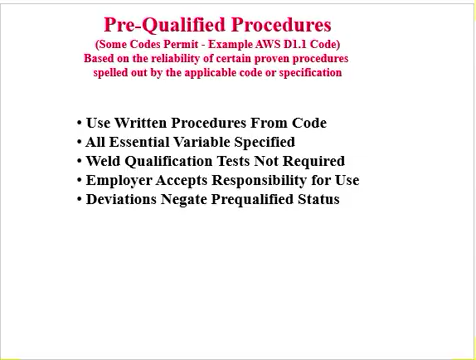 Pre-Qualified Procedures
(Some Codes Permit - Example AWS D1.1 Code)
Based on the reliability of certain proven procedures
spelled out by the applicable code or specification
• Use Written Procedures From Code
• All Essential Variable Specified
• Weld Qualification Tests Not Required
• Employer Accepts Responsibility for Use
• Deviations Negate Prequalified Status